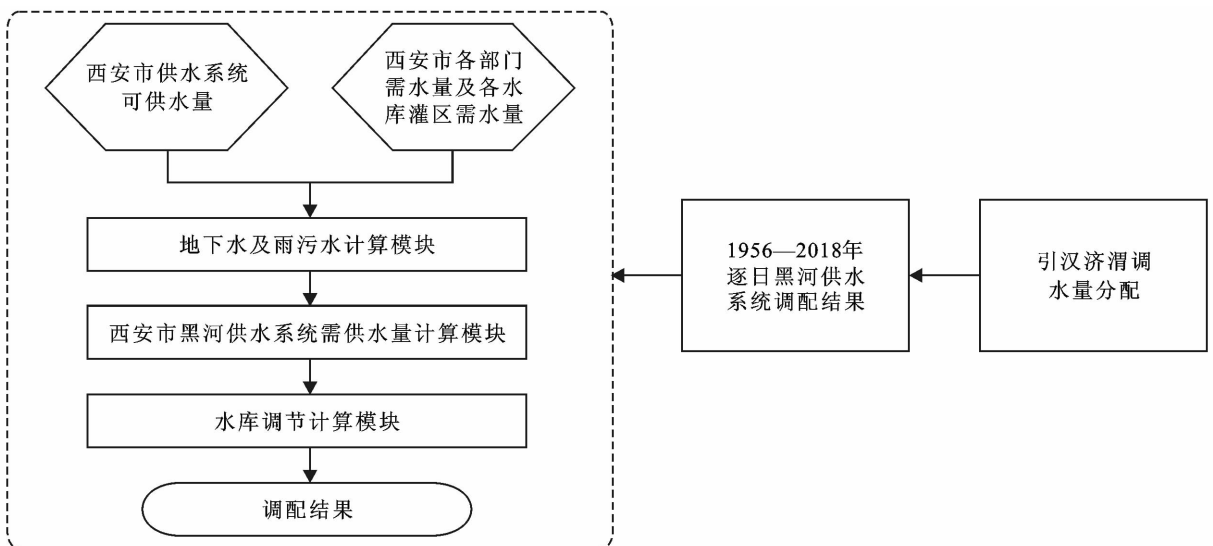 西安市供水系统
可供水量
西安市各部门
需水量及各水
库灌区需水量
地下水及雨污水计算模块
西安市黑河供水系统需供水量计算模块
水库调节计算模块
调配结果
1956—2018年
逐日黑河供水
系统调配结果
引汉济渭调
水量分配